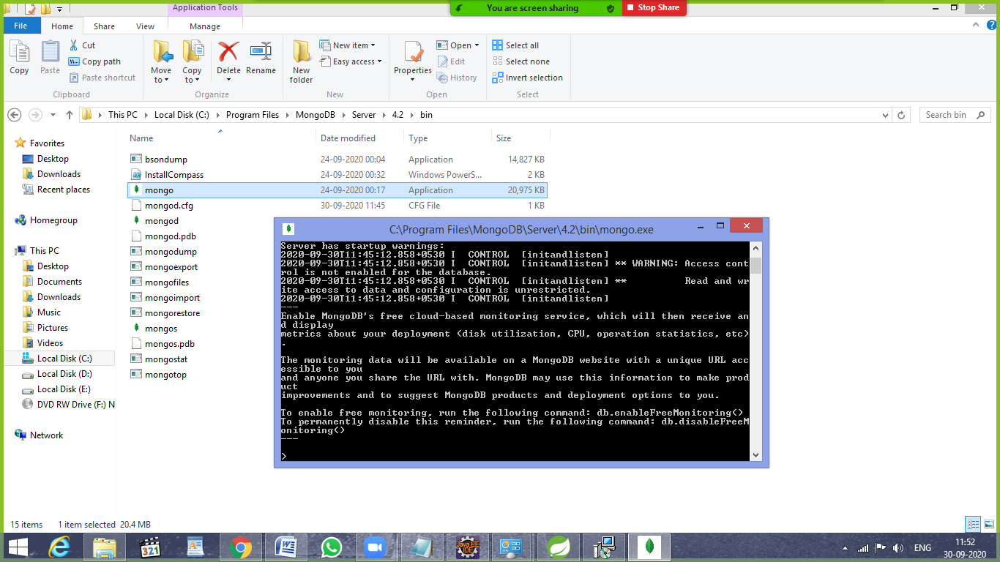 Application Tools
You are screen sharing
Stop Share
File
Home
Share
View
Manage
Copy
Paste
Cut
Copy path
Paste shortcut
Clipboard
Move to
Copy to
Delete
Rename
Organize
New folder
New item
Easy access
New
Properties
Open
Edit
History
Open
Select all
Select none
Invert selection
Select
This PC Local Disk (C:) Program Files MongoDB Server 4.2 bin
Search bin
Favorites
Desktop
Downloads
Recent places
Homegroup
This PC
Desktop
Documents
Downloads
Music
Pictures
Videos
Local Disk (C:)
Local Disk (D:)
Local Disk (E:)
DVD RW Drive (F:) N
Network
Name Date modified Type Size
bsondump 24-09-2020 00:04 Application 14,827 KB
InstallCompass 24-09-2020 00:32 Windows PowerS... 2 KB
mongo 24-09-2020 00:17 Application 20,975 KB
mongod.cfg 30-09-2020 11:45 CFG File 1 KB
mongod
mongod.pdb
mongodump
mongoexport
mongofiles
mongoimport
mongorestore
mongos
mongos.pdb
mongostat
mongotop
C:\Program Files\MongoDB\Server\4.2\bin\mongo.exe
Server has startup warnings:
2020-09-30T11:45:12.858+0530 I  CONTROL  [initandlisten]
2020-09-30T11:45:12.858+0530 I  CONTROL  [initandlisten] ** WARNING: Access cont
rol is not enabled for the database.
2020-09-30T11:45:12.858+0530 I  CONTROL  [initandlisten] **          Read and wr
ite access to data and configuration is unrestricted.
2020-09-30T11:45:12.858+0530 I  CONTROL  [initandlisten]
---
Enable MongoDB's free cloud-based monitoring service, which will then receive an
d display
metrics about your deployment (disk utilization, CPU, operation statistics, etc)
.
The monitoring data will be available on a MongoDB website with a unique URL acc
essible to you
and anyone you share the URL with. MongoDB may use this information to make prod
uct
improvements and to suggest MongoDB products and deployment options to you.
To enable free monitoring, run the following command: db.enableFreeMonitoring()
To permanently disable this reminder, run the following command: db.disableFreeM
onitoring()
---
>
15 items 1 item selected 20.4 MB
321
Java EE
IDE
ENG
11:52
30-09-2020